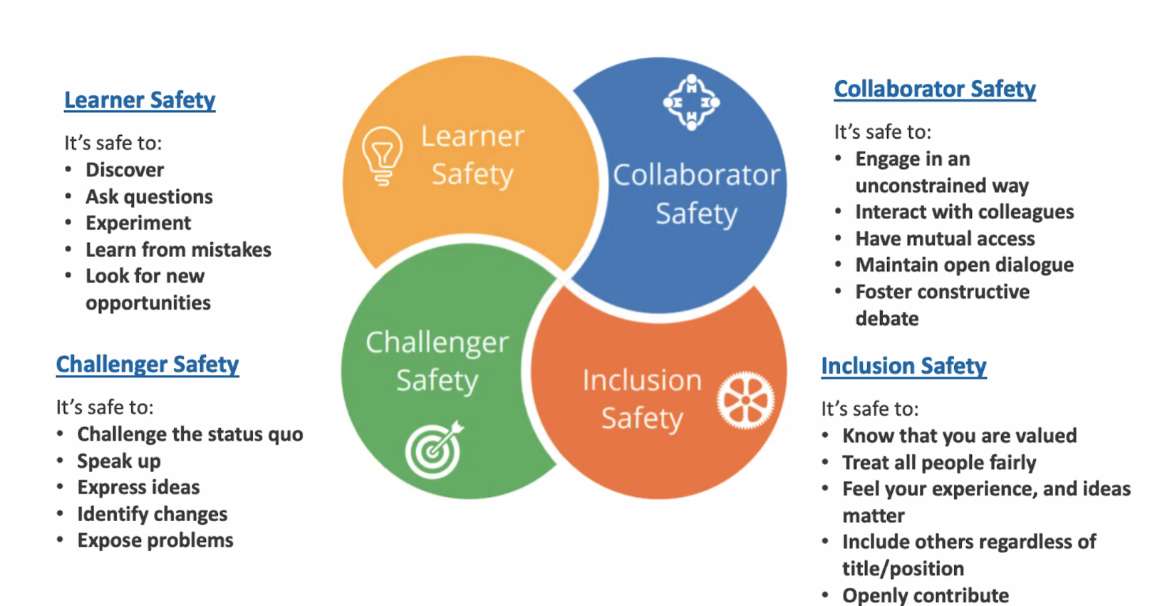 Learner Safety
It's safe to:
• Discover
• Ask questions
• Experiment
• Learn from mistakes
• Look for new
opportunities
Learner
Safety
Collaborator
Safety
Collaborator Safety
It's safe to:
• Engage in an
unconstrained way
• Interact with colleagues
• Have mutual access
• Maintain open dialogue
• Foster constructive
debate
Challenger Safety
It's safe to:
• Challenge the status quo
• Speak up
• Express ideas
• Identify changes
• Expose problems
Challenger
Safety
Inclusion
Safety
Inclusion Safety
It's safe to:
• Know that you are valued
• Treat all people fairly
• Feel your experience, and ideas
matter
• Include others regardless of
title/position
• Openly contribute